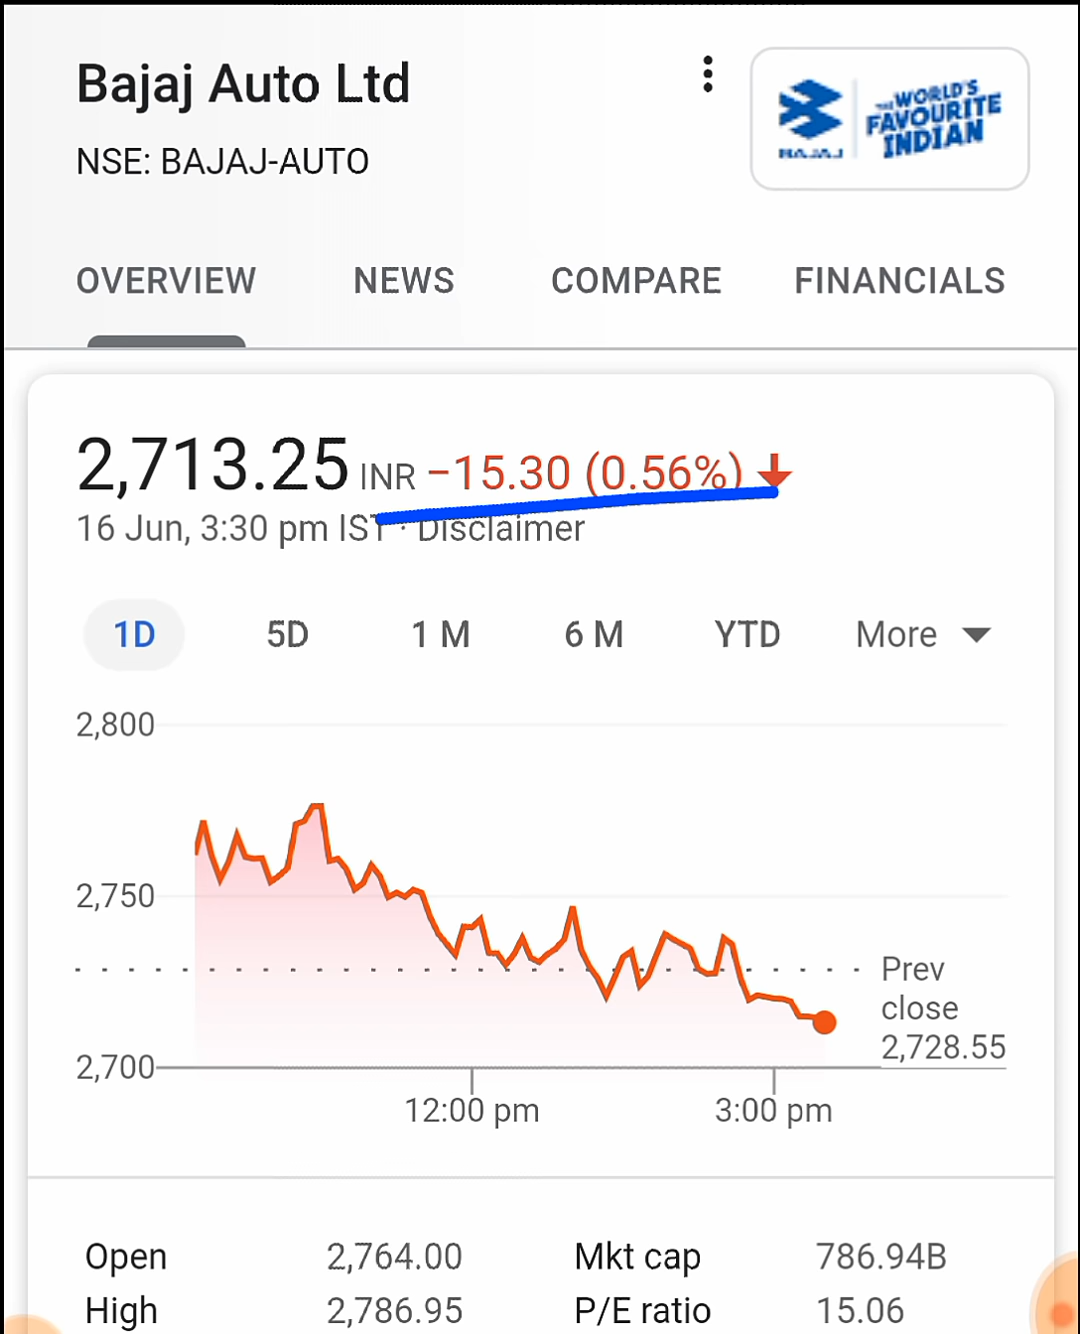 Bajaj Auto Ltd
NSE: BAJAJ-AUTO
BAJAJ
THE WORLD'S
FAVOURITE
INDIAN
OVERVIEW NEWS COMPARE FINANCIALS
2,713.25 INR −15.30 (0.56%)
16 Jun, 3:30 pm IST · Disclaimer
1D 5D 1 M 6 M YTD More
2,800
2,750
Prev
close
2,728.55
2,700
12:00 pm 3:00 pm
Open 2,764.00 Mkt cap 786.94B
High 2,786.95 P/E ratio 15.06